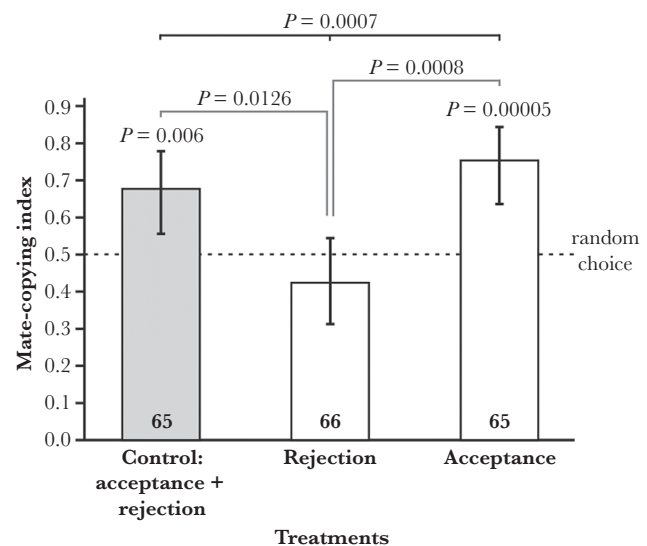 P = 0.0007
P = 0.0008
P = 0.0126
P = 0.00005
P = 0.006
0.9
0.8
0.7
0.6
0.5
0.4
0.3
0.2
0.1
0.0
Mate-copying index
random
choice
65
66
65
Control:
acceptance +
rejection
Rejection
Acceptance
Treatments